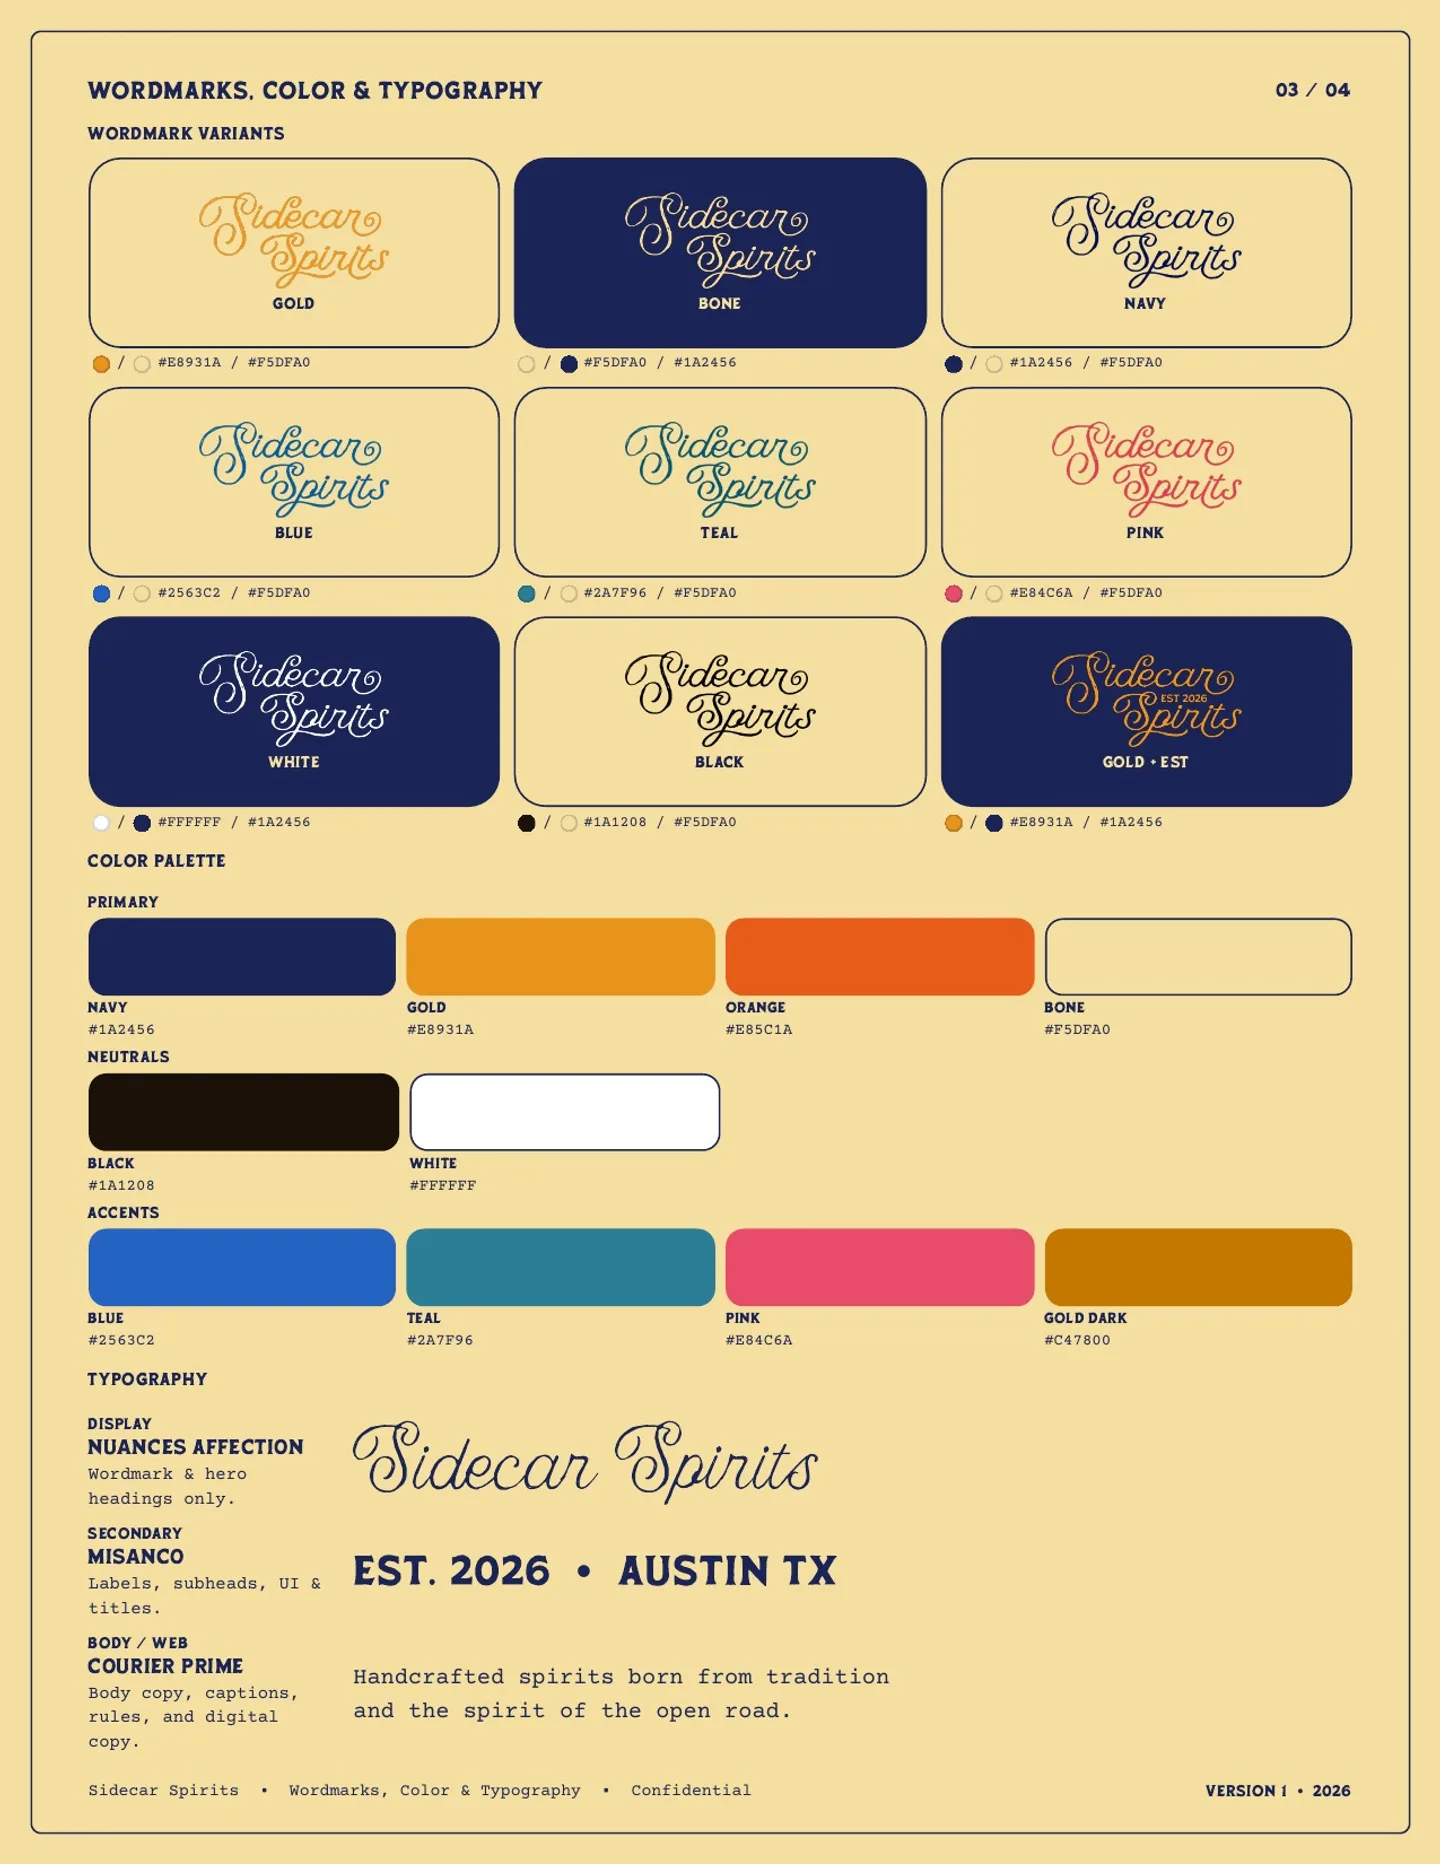 WORDMARKS, COLOR & TYPOGRAPHY
03 / 04
WORDMARK VARIANTS
Sidecar
Spirits
GOLD
/ #E8931A / #F5DFA0
Sidecar
Spirits
BONE
/ #F5DFA0 / #1A2456
Sidecar
Spirits
NAVY
/ #1A2456 / #F5DFA0
Sidecar
Spirits
BLUE
/ #2563C2 / #F5DFA0
Sidecar
Spirits
TEAL
/ #2A7F96 / #F5DFA0
Sidecar
Spirits
PINK
/ #E84C6A / #F5DFA0
Sidecar
Spirits
WHITE
/ #FFFFFF / #1A2456
Sidecar
Spirits
BLACK
/ #1A1208 / #F5DFA0
Sidecar
EST 2026
Spirits
GOLD • EST
/ #E8931A / #1A2456
COLOR PALETTE
PRIMARY
NAVY
#1A2456
GOLD
#E8931A
ORANGE
#E85C1A
BONE
#F5DFA0
NEUTRALS
BLACK
#1A1208
WHITE
#FFFFFF
ACCENTS
BLUE
#2563C2
TEAL
#2A7F96
PINK
#E84C6A
GOLD DARK
#C47800
TYPOGRAPHY
DISPLAY
NUANCES AFFECTION
Wordmark & hero
headings only.
Sidecar Spirits
SECONDARY
MISANCO
Labels, subheads, UI &
titles.
EST. 2026 • AUSTIN TX
BODY / WEB
COURIER PRIME
Body copy, captions,
rules, and digital
copy.
Handcrafted spirits born from tradition
and the spirit of the open road.
Sidecar Spirits • Wordmarks, Color & Typography • Confidential
VERSION 1 • 2026